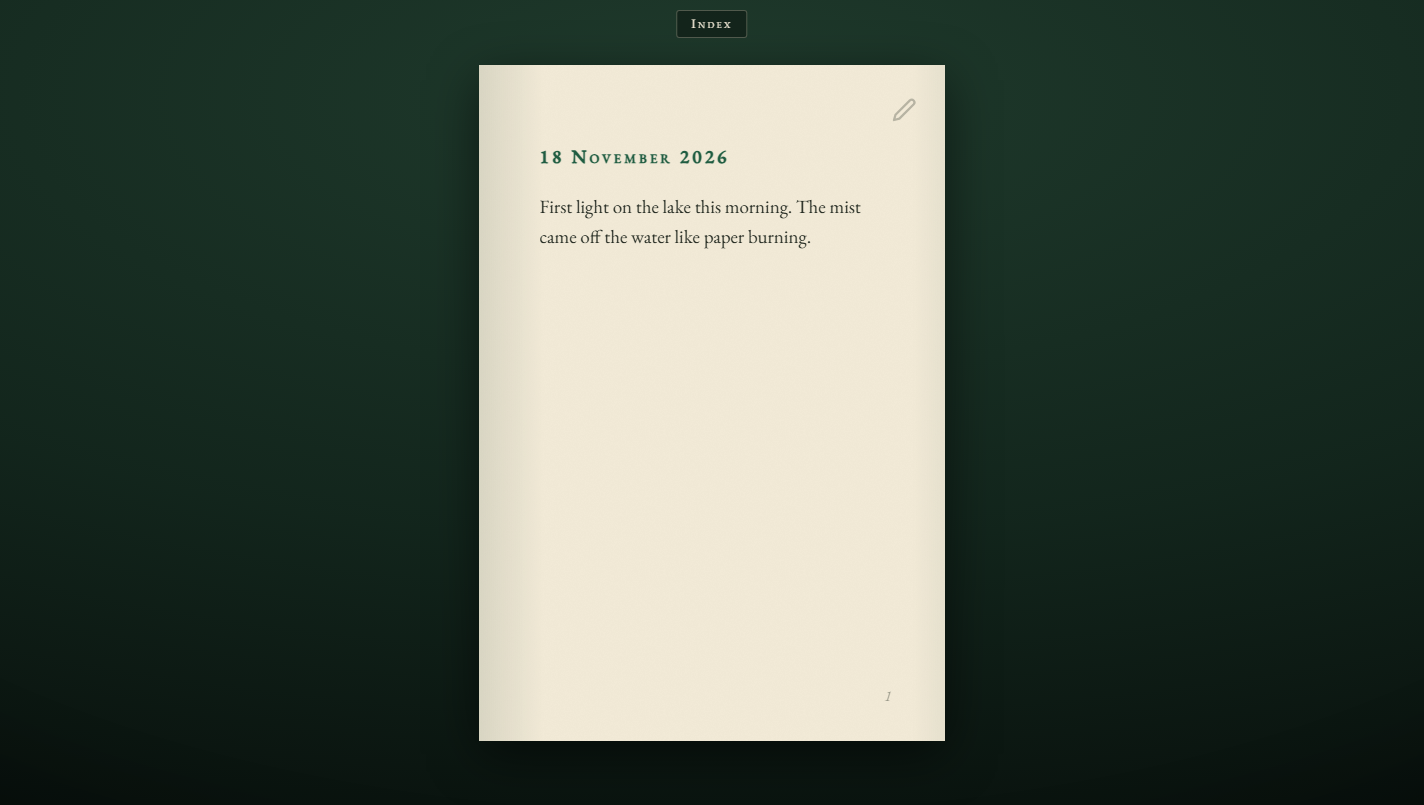 Index
18 November 2026
First light on the lake this morning. The mist
came off the water like paper burning.
1